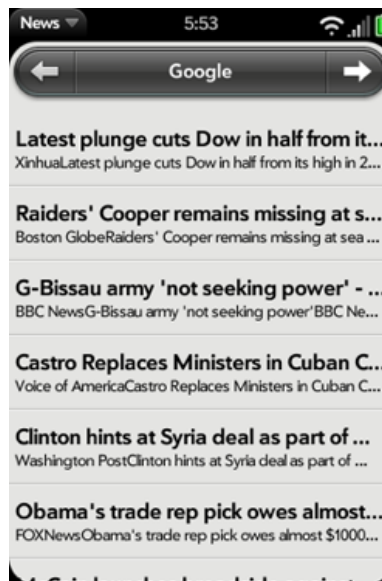 News 5:53
Google
Latest plunge cuts Dow in half from it...
XinhuaLatest plunge cuts Dow in half from its high in 2...
Raiders' Cooper remains missing at s...
Boston GlobeRaiders' Cooper remains missing at sea ...
G-Bissau army 'not seeking power' - ...
BBC NewsG-Bissau army 'not seeking power'BBC Ne...
Castro Replaces Ministers in Cuban C...
Voice of AmericaCastro Replaces Ministers in Cuban C...
Clinton hints at Syria deal as part of ...
Washington PostClinton hints at Syria deal as part of ...
Obama's trade rep pick owes almost...
FOXNewsObama's trade rep pick owes almost $1000...